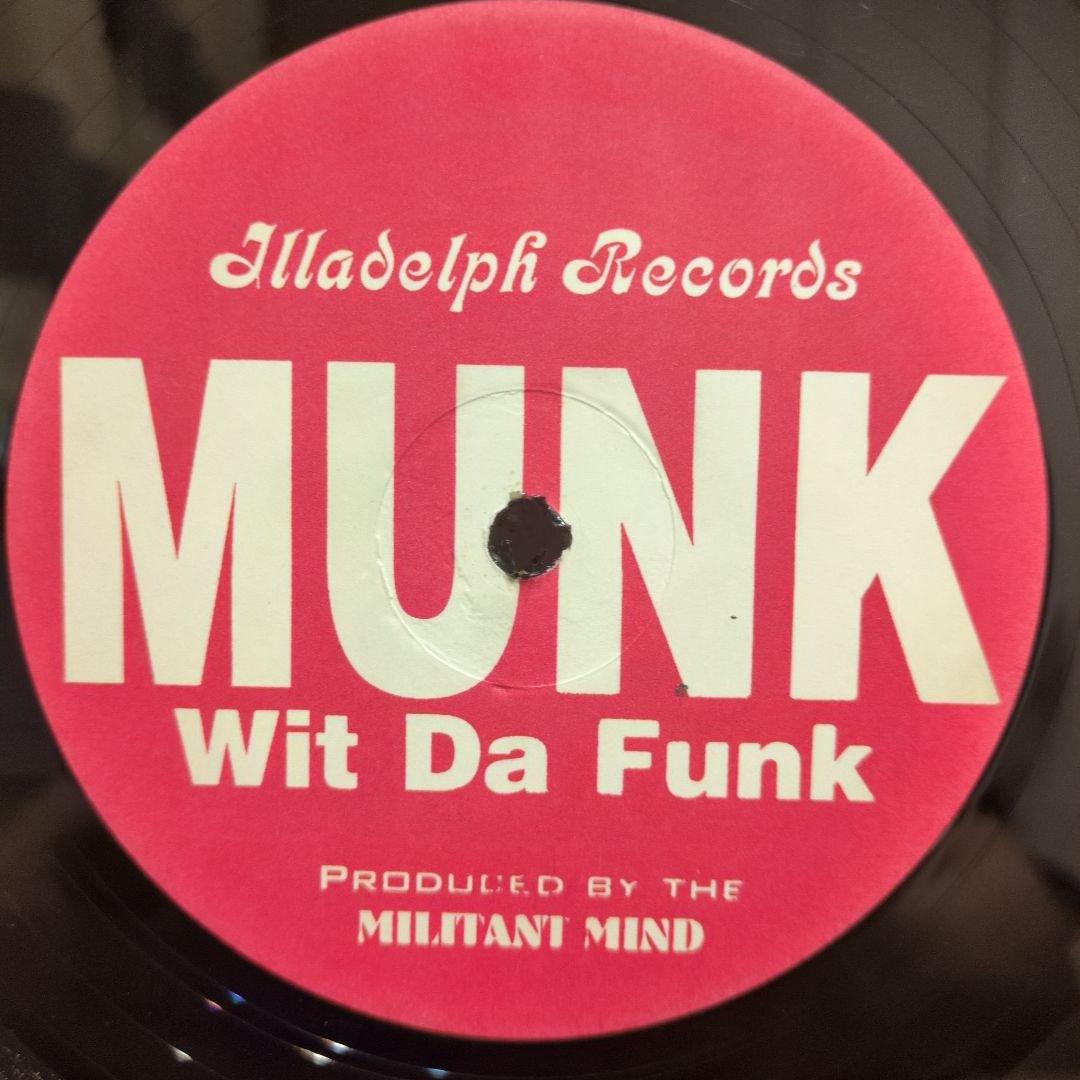 Illadelph Records
MUNK
Wit Da Funk
PRODUCED BY THE
MILITANT MIND